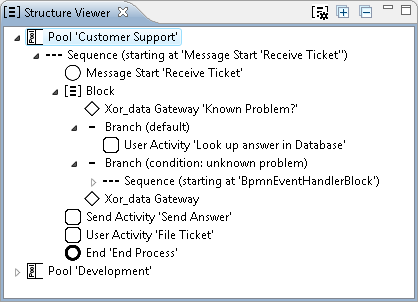 Structure Viewer
Pool Pool 'Customer Support'
Sequence (starting at 'Message Start 'Receive Ticket'')
Message Start 'Receive Ticket'
Block
Xor_data Gateway 'Known Problem?'
Branch (default)
User Activity 'Look up answer in Database'
Branch (condition: unknown problem)
Sequence (starting at 'BpmnEventHandlerBlock')
Xor_data Gateway
Send Activity 'Send Answer'
User Activity 'File Ticket'
End 'End Process'
Pool Pool 'Development'